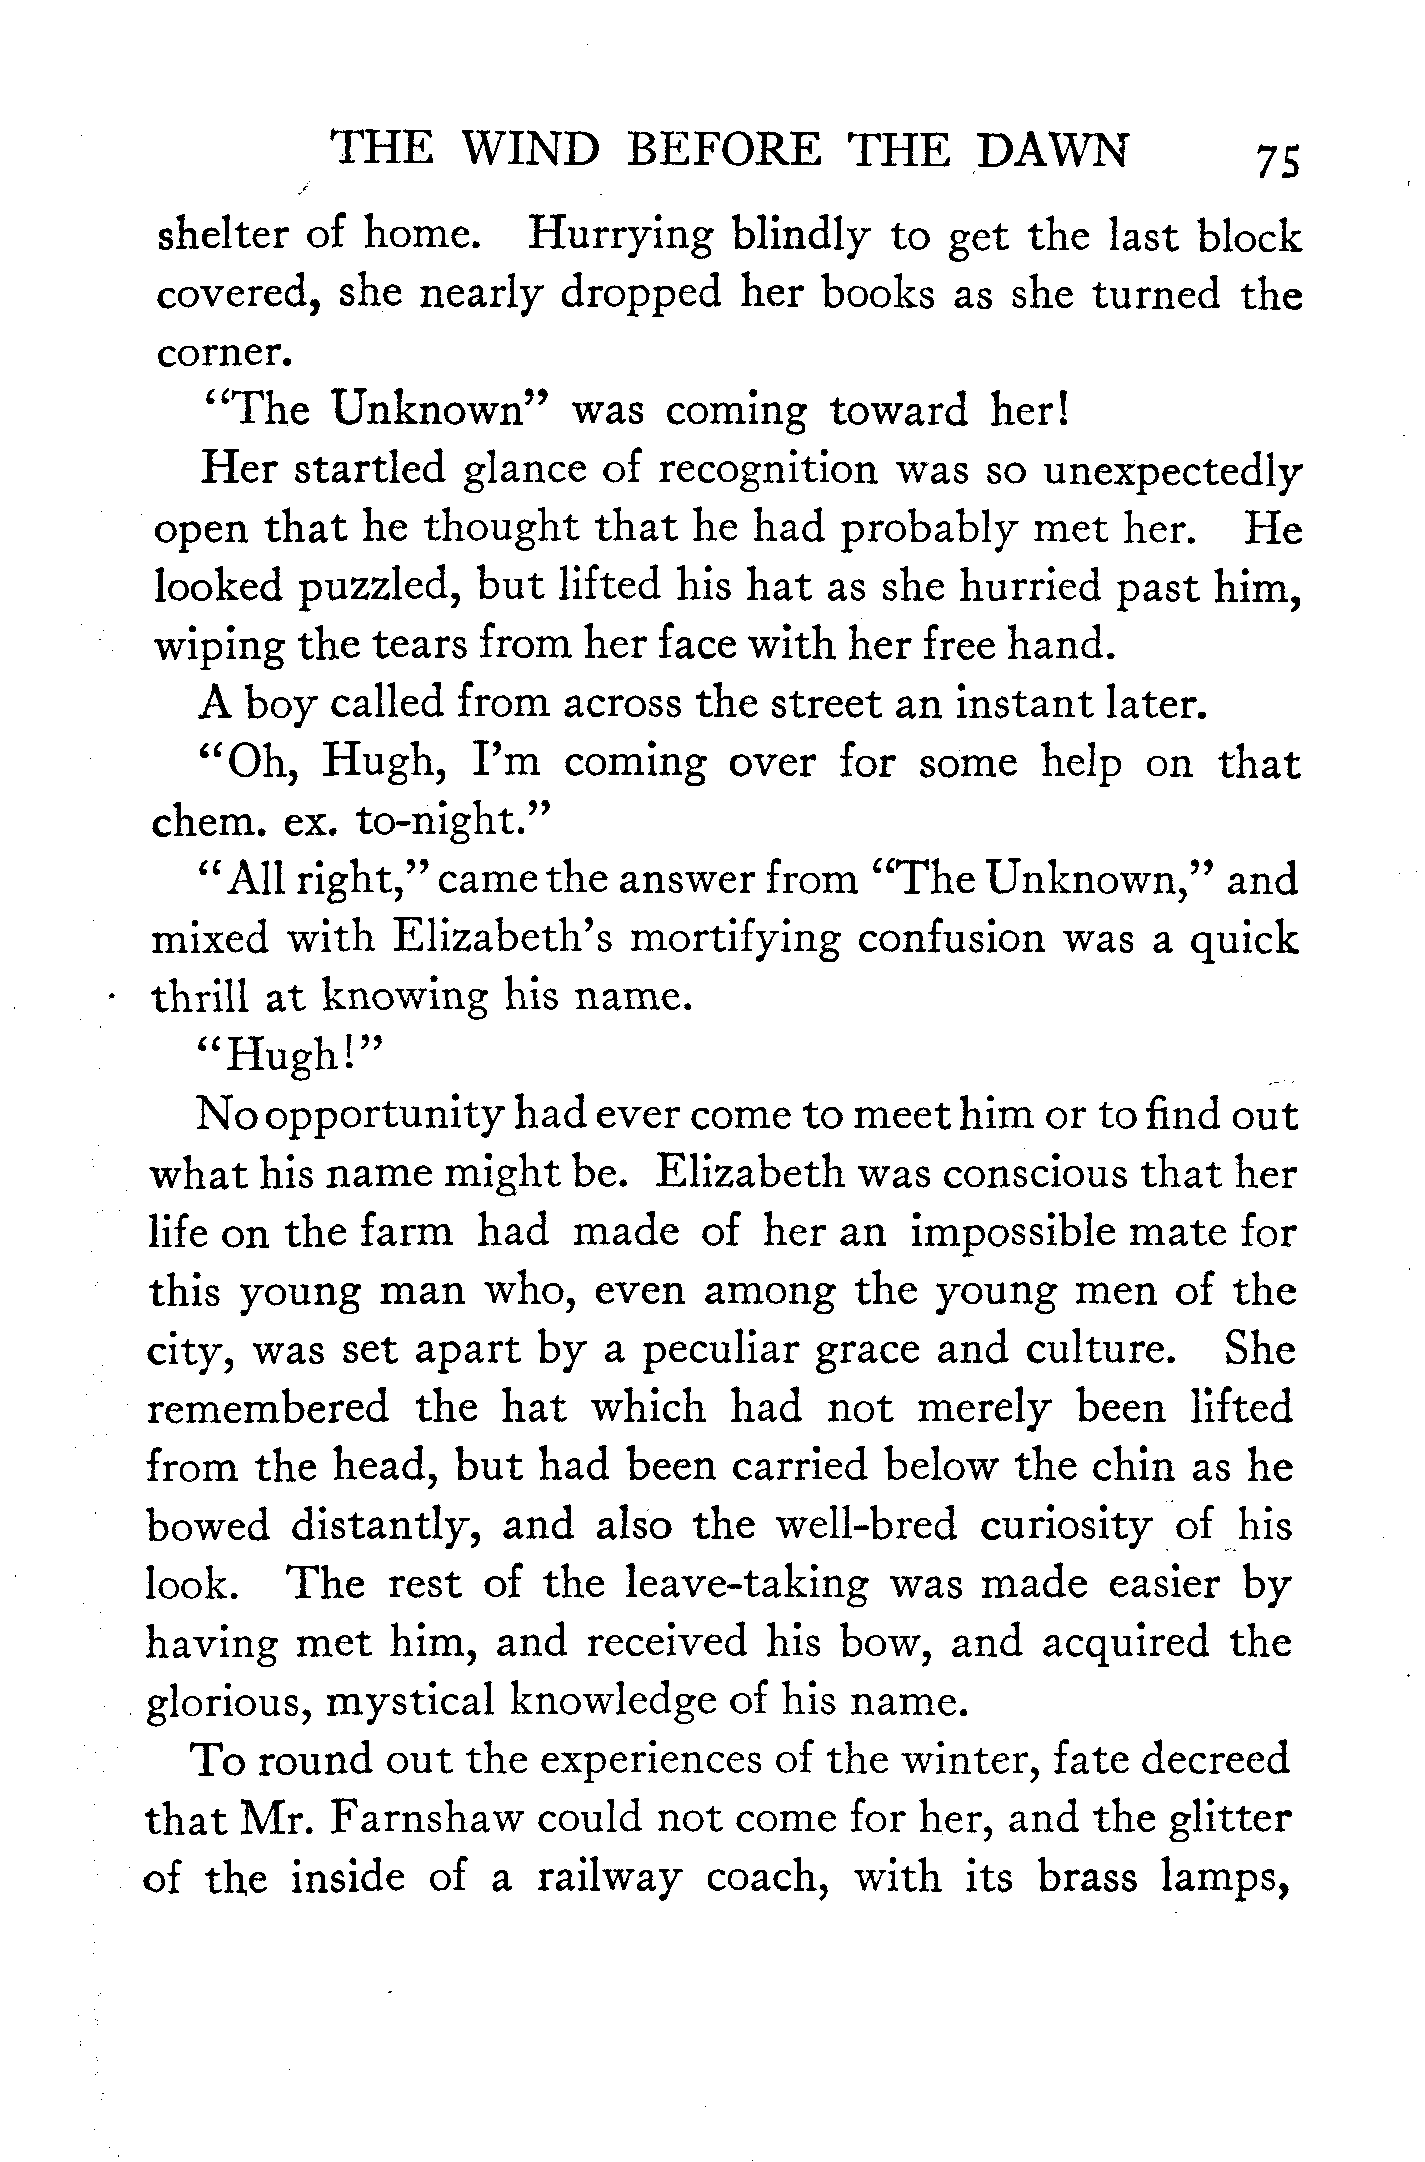 THE WIND BEFORE THE DAWN 75
shelter of home. Hurrying blindly to get the last block
covered, she nearly dropped her books as she turned the
corner.
“The Unknown” was coming toward her!
Her startled glance of recognition was so unexpectedly
open that he thought that he had probably met her. He
looked puzzled, but lifted his hat as she hurried past him,
wiping the tears from her face with her free hand.
A boy called from across the street an instant later.
“Oh, Hugh, I’m coming over for some help on that
chem. ex. to-night.”
“All right,” came the answer from “The Unknown,” and
mixed with Elizabeth’s mortifying confusion was a quick
thrill at knowing his name.
“Hugh!”
No opportunity had ever come to meet him or to find out
what his name might be. Elizabeth was conscious that her
life on the farm had made of her an impossible mate for
this young man who, even among the young men of the
city, was set apart by a peculiar grace and culture. She
remembered the hat which had not merely been lifted
from the head, but had been carried below the chin as he
bowed distantly, and also the well-bred curiosity of his
look. The rest of the leave-taking was made easier by
having met him, and received his bow, and acquired the
glorious, mystical knowledge of his name.
To round out the experiences of the winter, fate decreed
that Mr. Farnshaw could not come for her, and the glitter
of the inside of a railway coach, with its brass lamps,